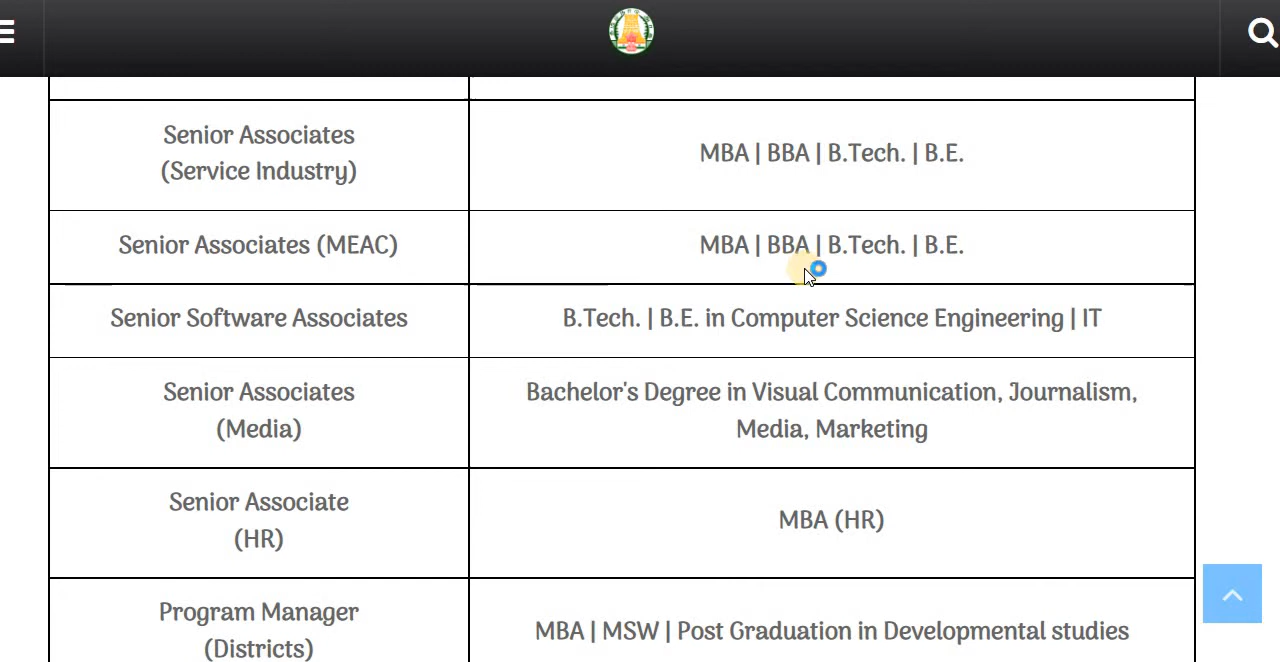 Senior Associates
(Service Industry)
MBA | BBA | B.Tech. | B.E.
Senior Associates (MEAC)
MBA | BBA | B.Tech. | B.E.
Senior Software Associates
B.Tech. | B.E. in Computer Science Engineering | IT
Senior Associates
(Media)
Bachelor's Degree in Visual Communication, Journalism,
Media, Marketing
Senior Associate
(HR)
MBA (HR)
Program Manager
(Districts)
MBA | MSW | Post Graduation in Developmental studies